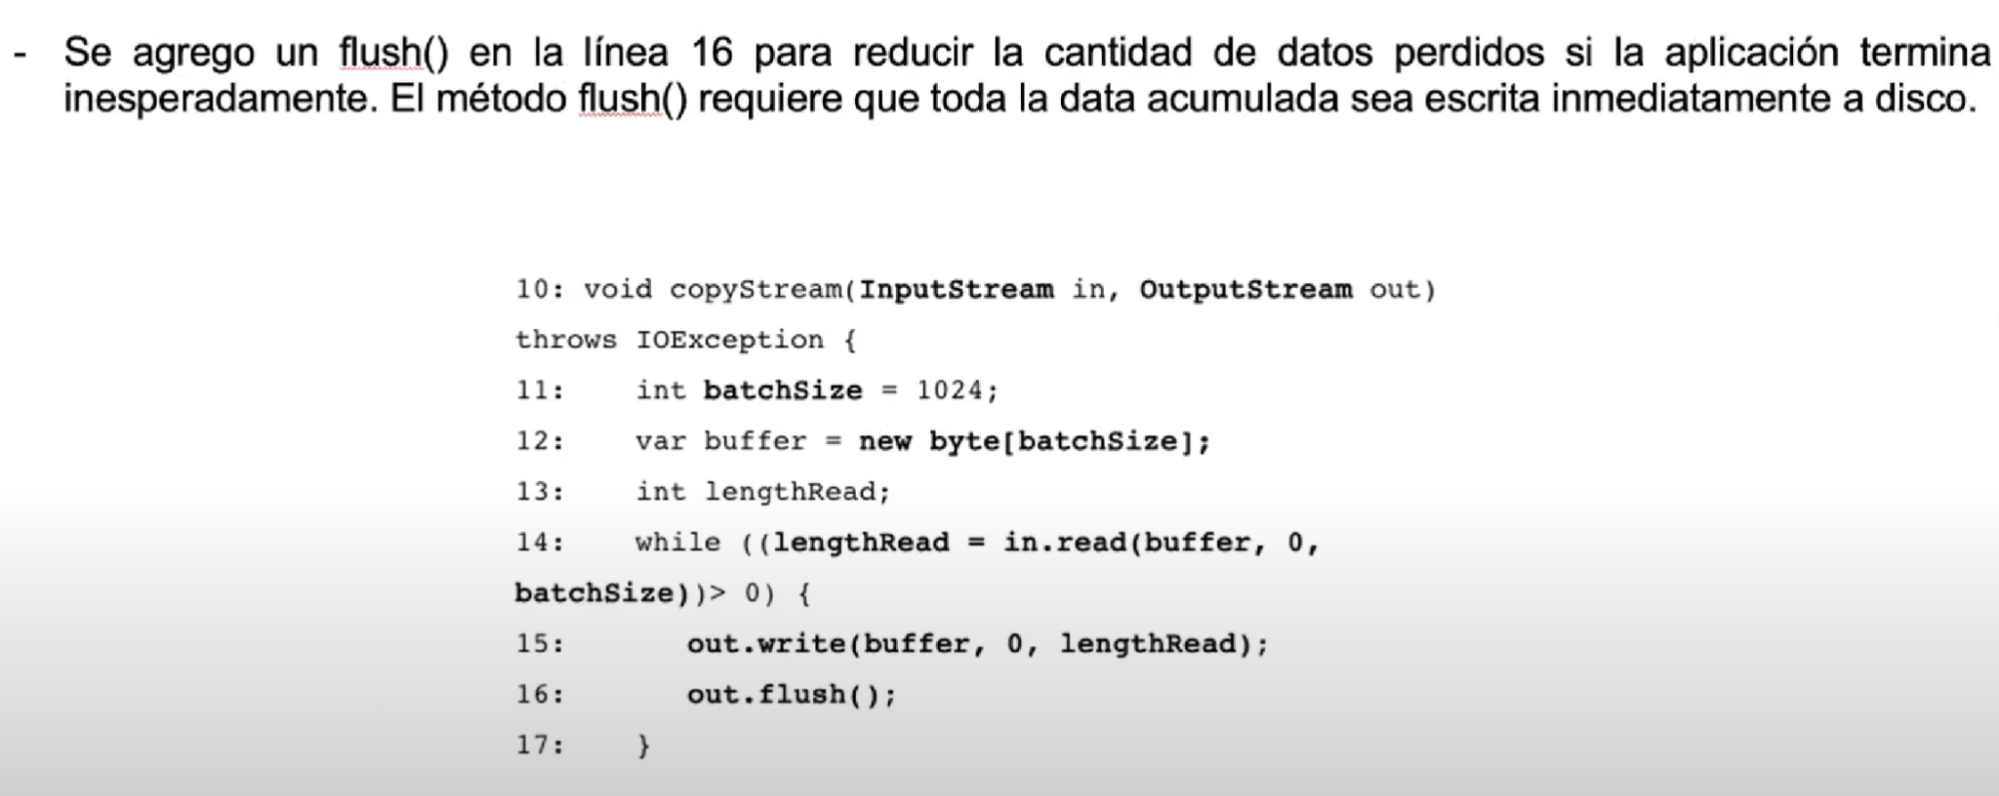 - Se agrego un flush() en la línea 16 para reducir la cantidad de datos perdidos si la aplicación termina
inesperadamente. El método flush() requiere que toda la data acumulada sea escrita inmediatamente a disco.
10: void copyStream(InputStream in, OutputStream out)
throws IOException {
11:    int batchSize = 1024;
12:    var buffer = new byte[batchSize];
13:    int lengthRead;
14:    while ((lengthRead = in.read(buffer, 0,
batchSize))> 0) {
15:       out.write(buffer, 0, lengthRead);
16:       out.flush();
17:    }